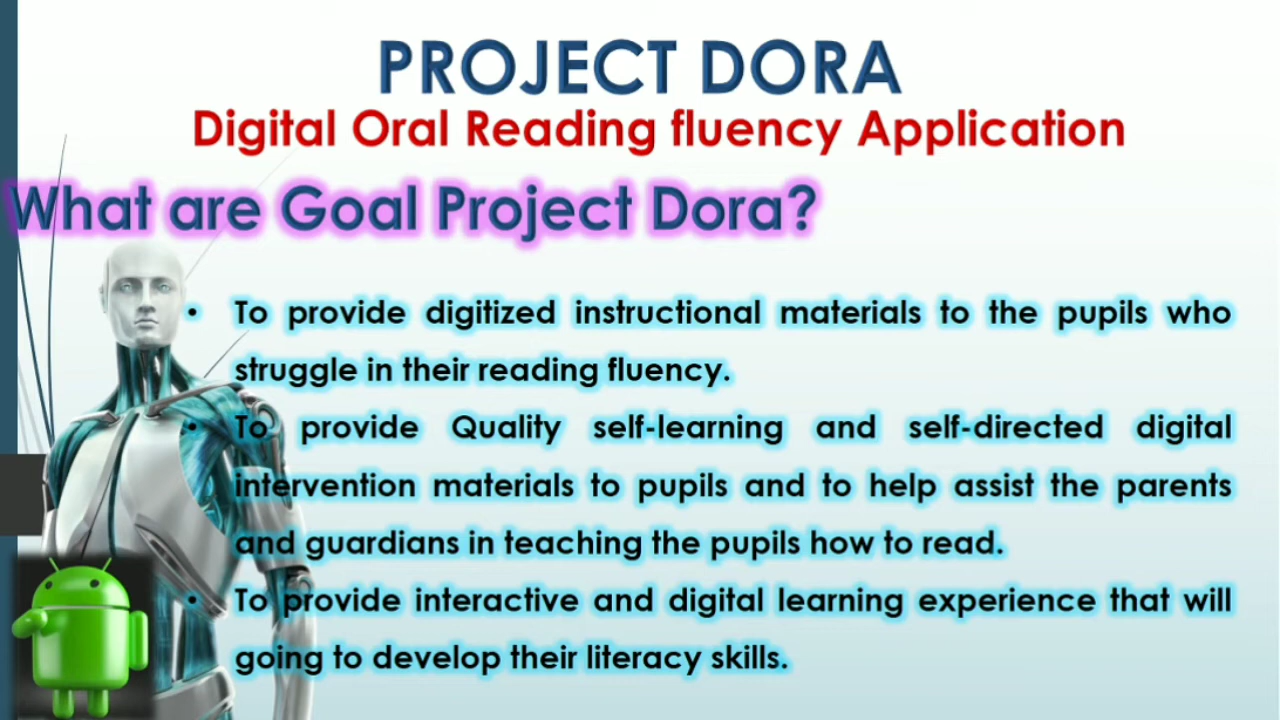 PROJECT DORA
Digital Oral Reading fluency Application
What are Goal Project Dora?
• To provide digitized instructional materials to the pupils who
struggle in their reading fluency.
• To provide Quality self-learning and self-directed digital
intervention materials to pupils and to help assist the parents
and guardians in teaching the pupils how to read.
• To provide interactive and digital learning experience that will
going to develop their literacy skills.